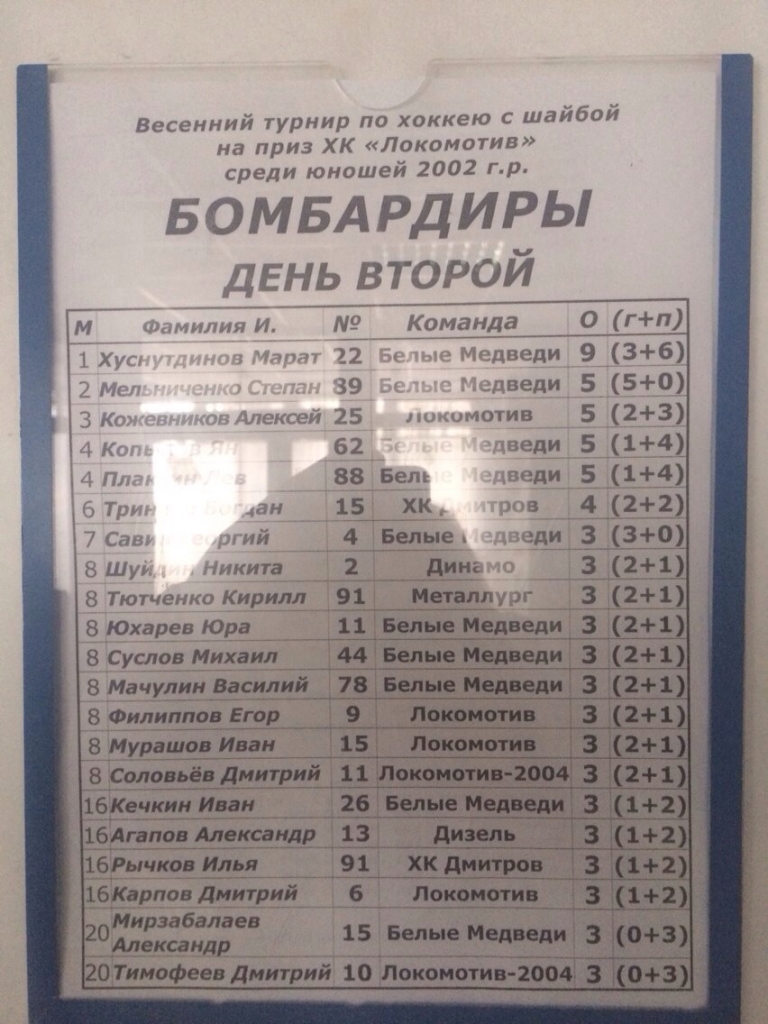 Весенний турнир по хоккею с шайбой
на приз ХК «Локомотив»
среди юношей 2002 г.р.
БОМБАРДИРЫ
ДЕНЬ ВТОРОЙ
М Фамилия И. № Команда О (г+п)
1 Хуснутдинов Марат 22 Белые Медведи 9 (3+6)
2 Мельниченко Степан 89 Белые Медведи 5 (5+0)
3 Кожевников Алексей 25 Локомотив 5 (2+3)
4 Ян 62 Белые Медведи 5 (1+4)
4 Лев 88 Белые Медведи 5 (1+4)
6 Богдан 15 ХК Дмитров 4 (2+2)
7 Георгий 4 Белые Медведи 3 (3+0)
8 Никита 2 Динамо 3 (2+1)
8 Тютченко Кирилл 91 Металлург 3 (2+1)
8 Юхарев Юра 11 Белые Медведи 3 (2+1)
8 Суслов Михаил 44 Белые Медведи 3 (2+1)
8 Мачулин Василий 78 Белые Медведи 3 (2+1)
8 Филиппов Егор 9 Локомотив 3 (2+1)
8 Мурашов Иван 15 Локомотив 3 (2+1)
8 Соловьёв Дмитрий 11 Локомотив-2004 3 (2+1)
16 Кечкин Иван 26 Белые Медведи 3 (1+2)
16 Агапов Александр 13 Дизель 3 (1+2)
16 Рычков Илья 91 ХК Дмитров 3 (1+2)
16 Карпов Дмитрий 6 Локомотив 3 (1+2)
20 Мирзабалаев
Александр 15 Белые Медведи 3 (0+3)
20 Тимофеев Дмитрий 10 Локомотив-2004 3 (0+3)